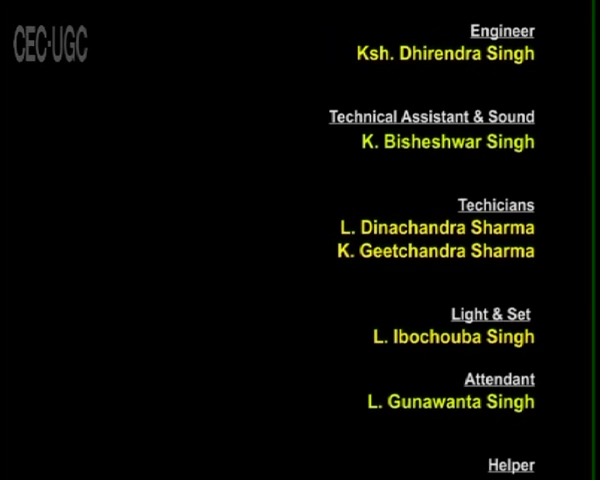 CEC-UGC
Engineer
Ksh. Dhirendra Singh
Technical Assistant & Sound
K. Bisheshwar Singh
Techicians
L. Dinachandra Sharma
K. Geetchandra Sharma
Light & Set
L. Ibochouba Singh
Attendant
L. Gunawanta Singh
Helper